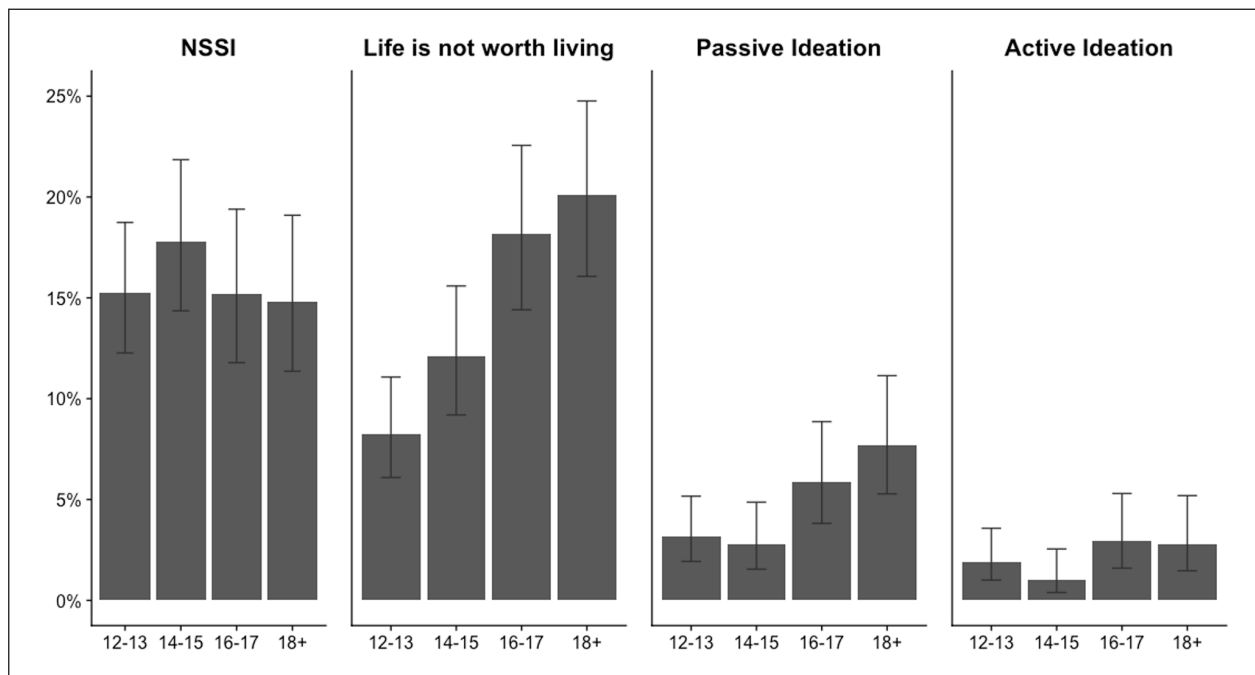 NSSI
Life is not worth living
Passive Ideation
Active Ideation
25%
20%
15%
10%
5%
0%
12-13 14-15 16-17 18+
12-13 14-15 16-17 18+
12-13 14-15 16-17 18+
12-13 14-15 16-17 18+